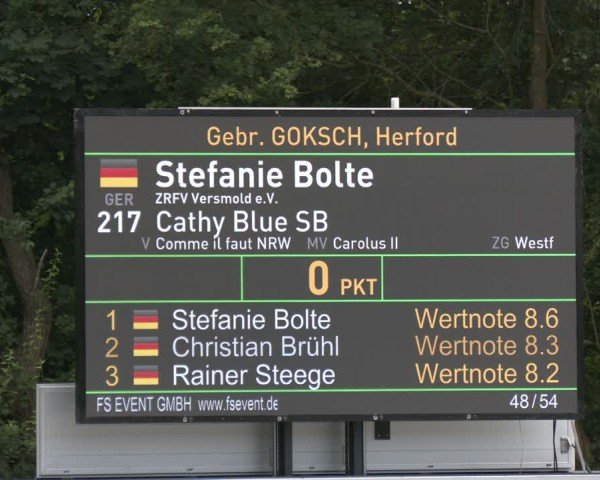 Gebr. GOKSCH, Herford
Stefanie Bolte
GER ZRFV Versmold e.V.
217 Cathy Blue SB
V Comme il faut NRW MV Carolus II ZG Westf
0 PKT
1 Stefanie Bolte Wertnote 8.6
2 Christian Brühl Wertnote 8.3
3 Rainer Steege Wertnote 8.2
FS EVENT GMBH www.fsevent.de 48/54